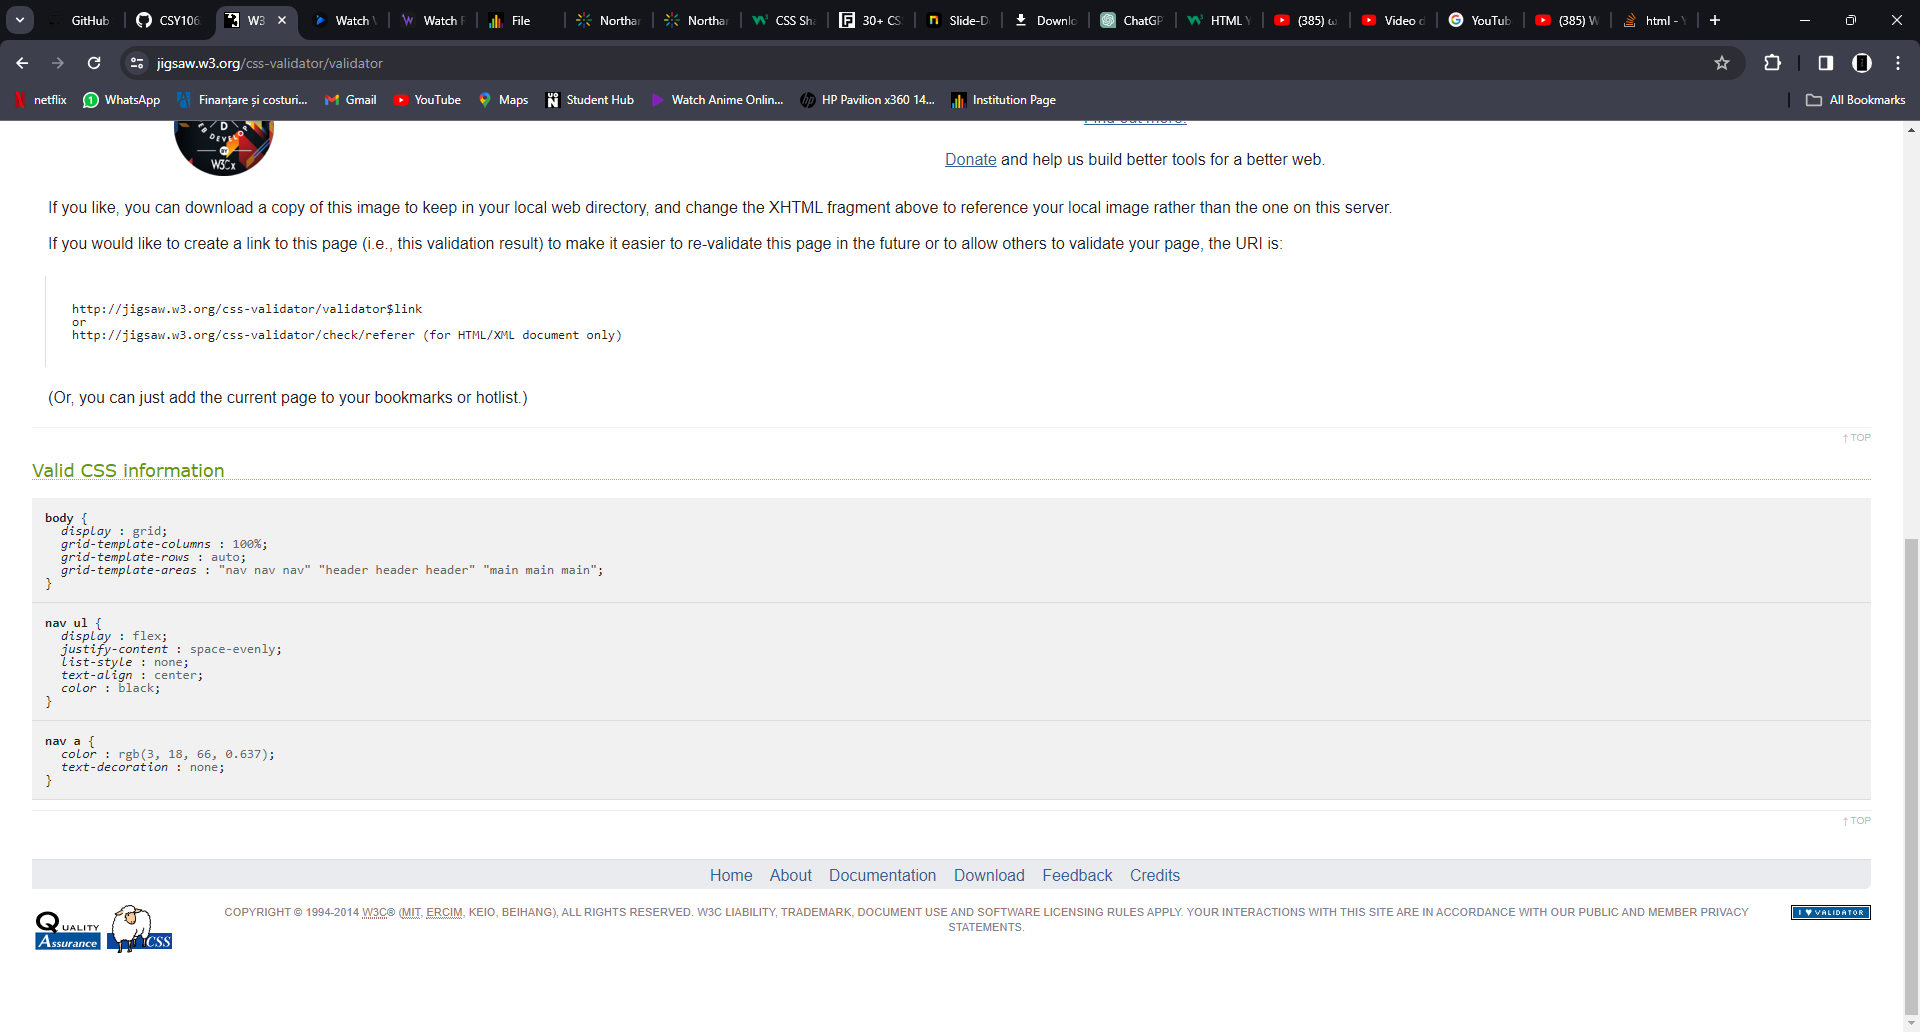 GitHub CSY106 W3 Watch Watch File Northar Northar CSS Sha 30+ CS Slide-D Downlo ChatGP HTML (385) Video YouTub (385) W html -
jigsaw.w3.org/css-validator/validator
netflix WhatsApp Finanțare și costuri... Gmail YouTube Maps Student Hub Watch Anime Onlin... HP Pavilion x360 14... Institution Page All Bookmarks
Find out more!
D
EB DEVELOP
W3Cx
Donate and help us build better tools for a better web.
If you like, you can download a copy of this image to keep in your local web directory, and change the XHTML fragment above to reference your local image rather than the one on this server.
If you would like to create a link to this page (i.e., this validation result) to make it easier to re-validate this page in the future or to allow others to validate your page, the URI is:
http://jigsaw.w3.org/css-validator/validator$link
or
http://jigsaw.w3.org/css-validator/check/referer (for HTML/XML document only)
(Or, you can just add the current page to your bookmarks or hotlist.)
↑ TOP
Valid CSS information
body {
display : grid;
grid-template-columns : 100%;
grid-template-rows : auto;
grid-template-areas : "nav nav nav" "header header header" "main main main";
}
nav ul {
display : flex;
justify-content : space-evenly;
list-style : none;
text-align : center;
color : black;
}
nav a {
color : rgb(3, 18, 66, 0.637);
text-decoration : none;
}
↑ TOP
Home About Documentation Download Feedback Credits
QUALITY
Assurance CSS
COPYRIGHT © 1994-2014 W3C® (MIT, ERCIM, KEIO, BEIHANG), ALL RIGHTS RESERVED. W3C LIABILITY, TRADEMARK, DOCUMENT USE AND SOFTWARE LICENSING RULES APPLY. YOUR INTERACTIONS WITH THIS SITE ARE IN ACCORDANCE WITH OUR PUBLIC AND MEMBER PRIVACY
STATEMENTS.
I ♥ VALIDATOR